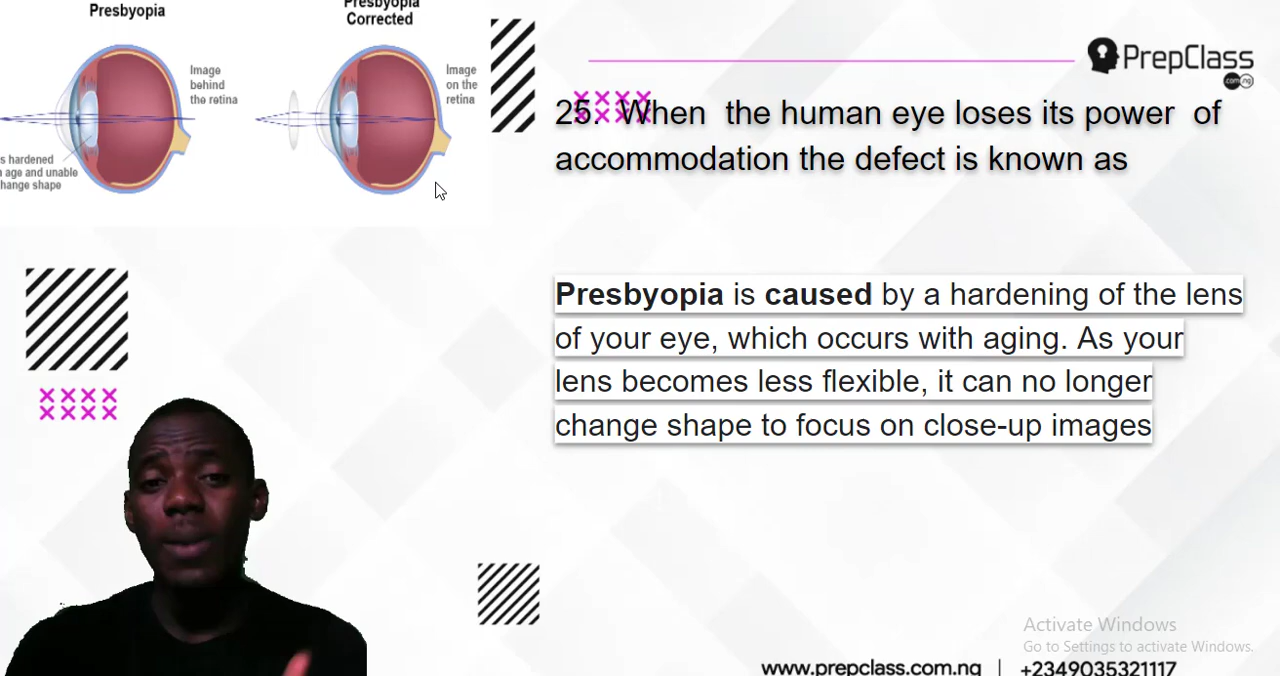 Presbyopia
Presbyopia
Corrected
Image
behind
the retina
Image
on the
retina
s hardened
age and unable
hange shape
PrepClass
.com.ng
25. When the human eye loses its power of
accommodation the defect is known as
Presbyopia is caused by a hardening of the lens
of your eye, which occurs with aging. As your
lens becomes less flexible, it can no longer
change shape to focus on close-up images
Activate Windows
Go to Settings to activate Windows.
www.prepclass.com.ng | +2349035321117